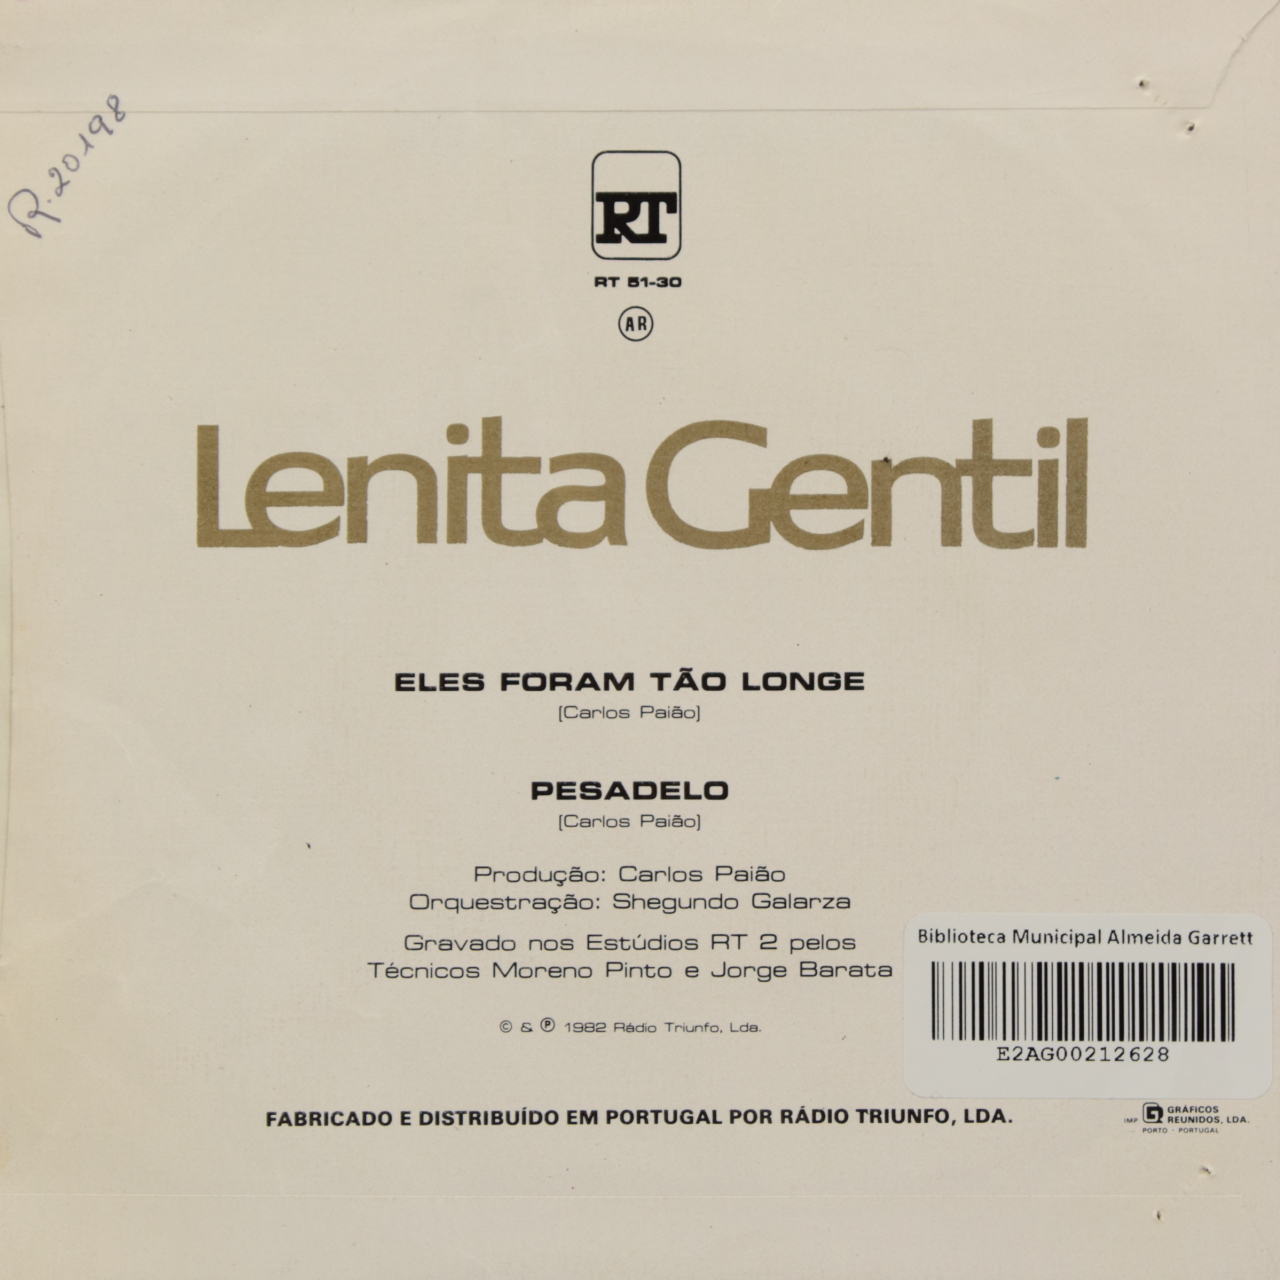 R.20198
RT
RT 51-30
AR
Lenita Gentil
ELES FORAM TÃO LONGE
[Carlos Paião]
PESADELO
[Carlos Paião]
Produção: Carlos Paião
Orquestração: Shegundo Galarza
Gravado nos Estúdios RT 2 pelos
Técnicos Moreno Pinto e Jorge Barata
© & ℗ 1982 Rádio Triunfo, Lda.
Biblioteca Municipal Almeida Garrett
E2AG00212628
FABRICADO E DISTRIBUÍDO EM PORTUGAL POR RÁDIO TRIUNFO, LDA.
IMP GRÁFICOS
REUNIDOS, LDA.
PORTO - PORTUGAL